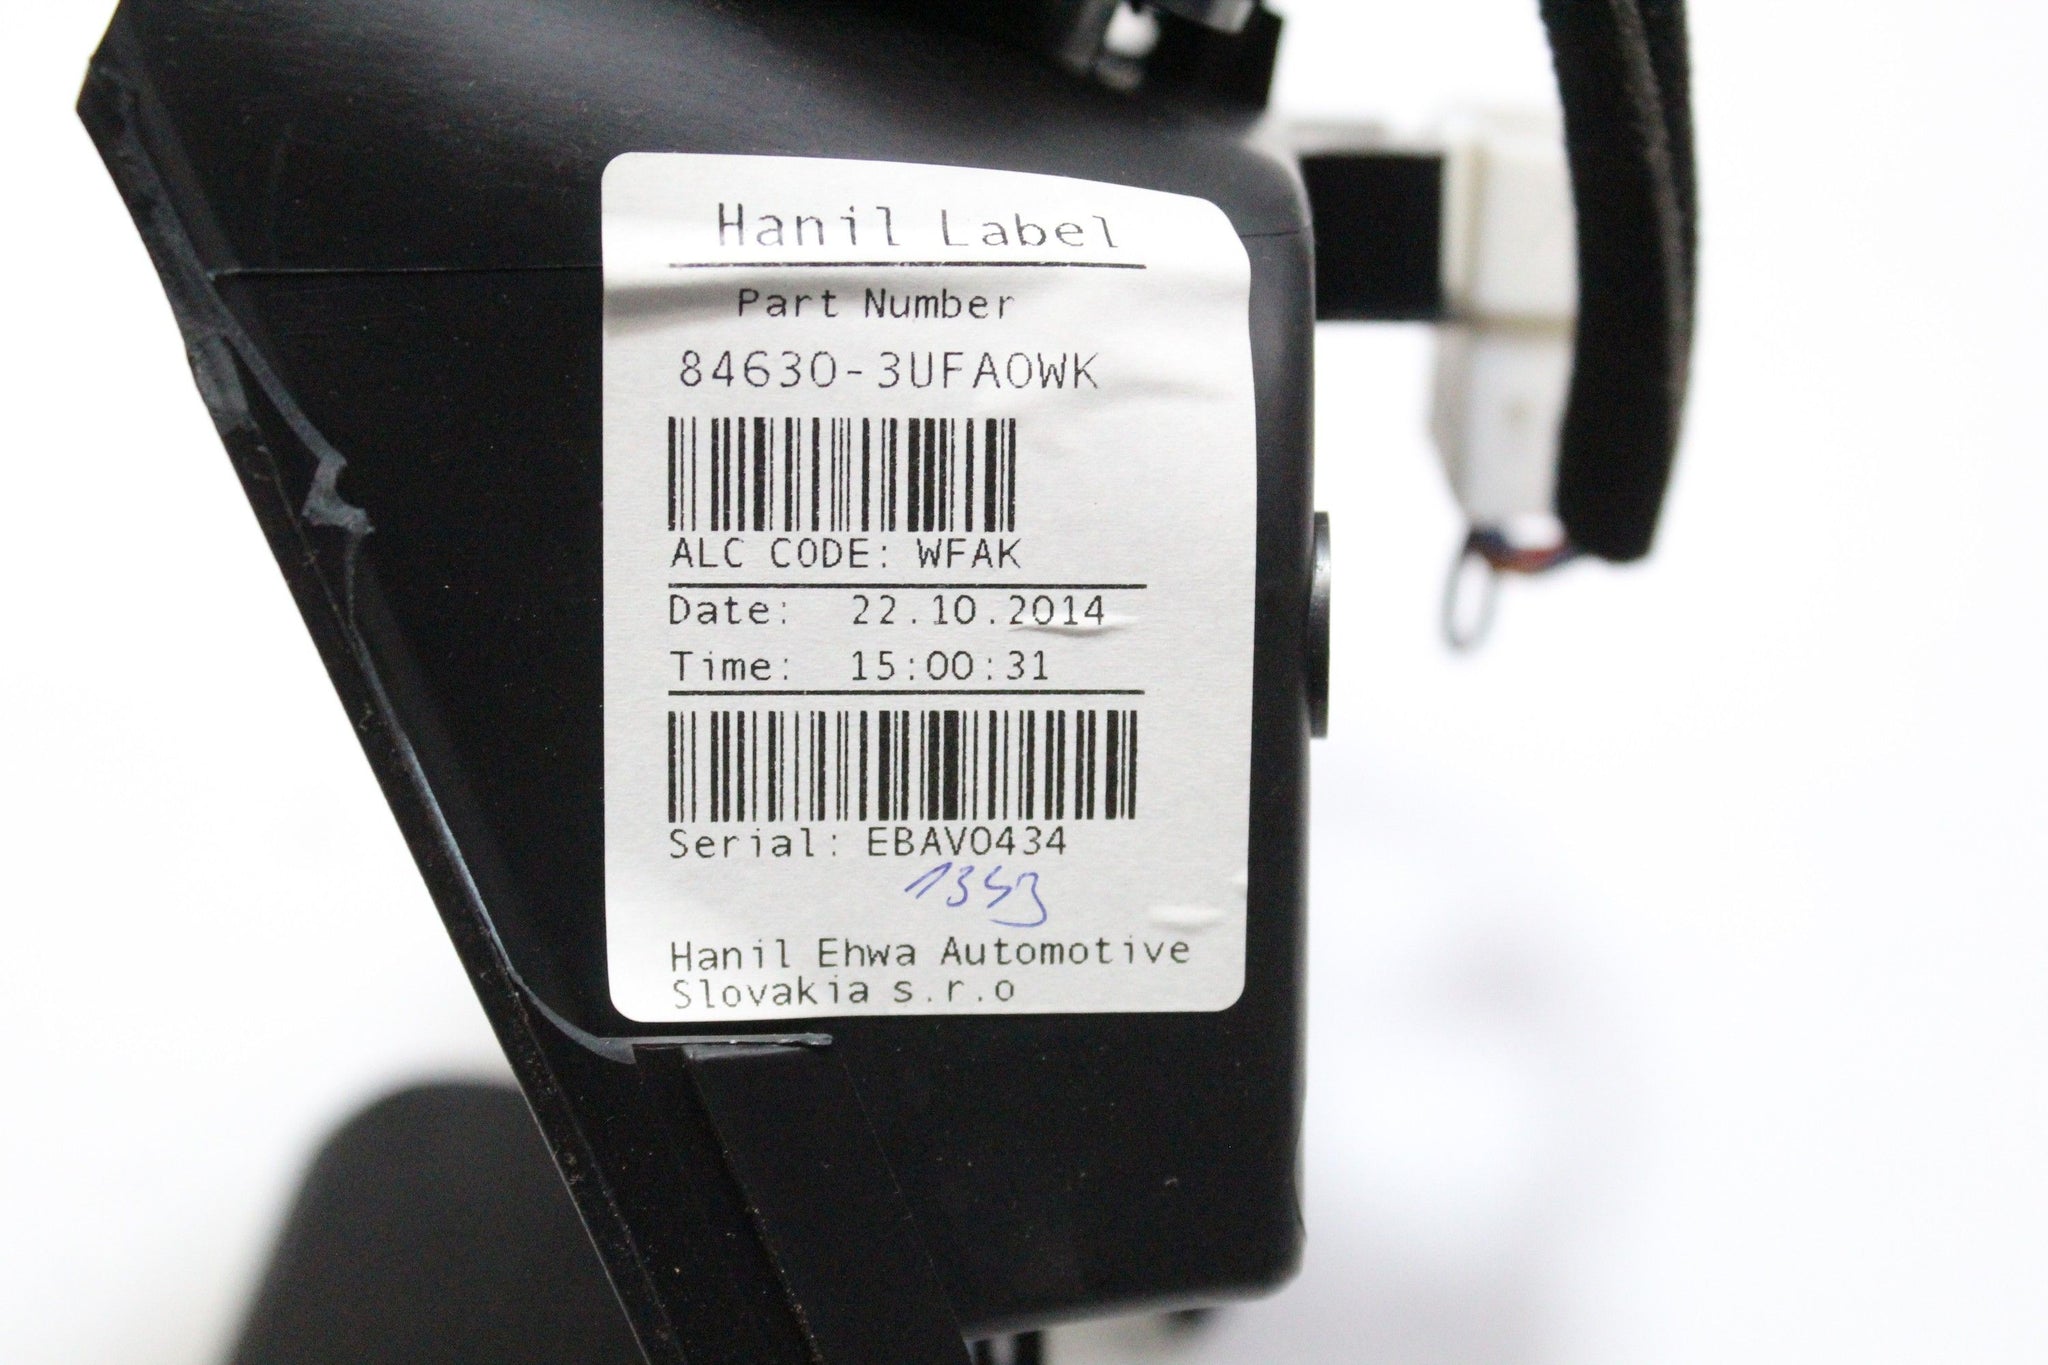 Hanil Label
Part Number
84630-3UFA0WK
ALC CODE: WFAK
Date: 22.10.2014
Time: 15:00:31
Serial: EBAV0434
1343
Hanil Ehwa Automotive
Slovakia s.r.o